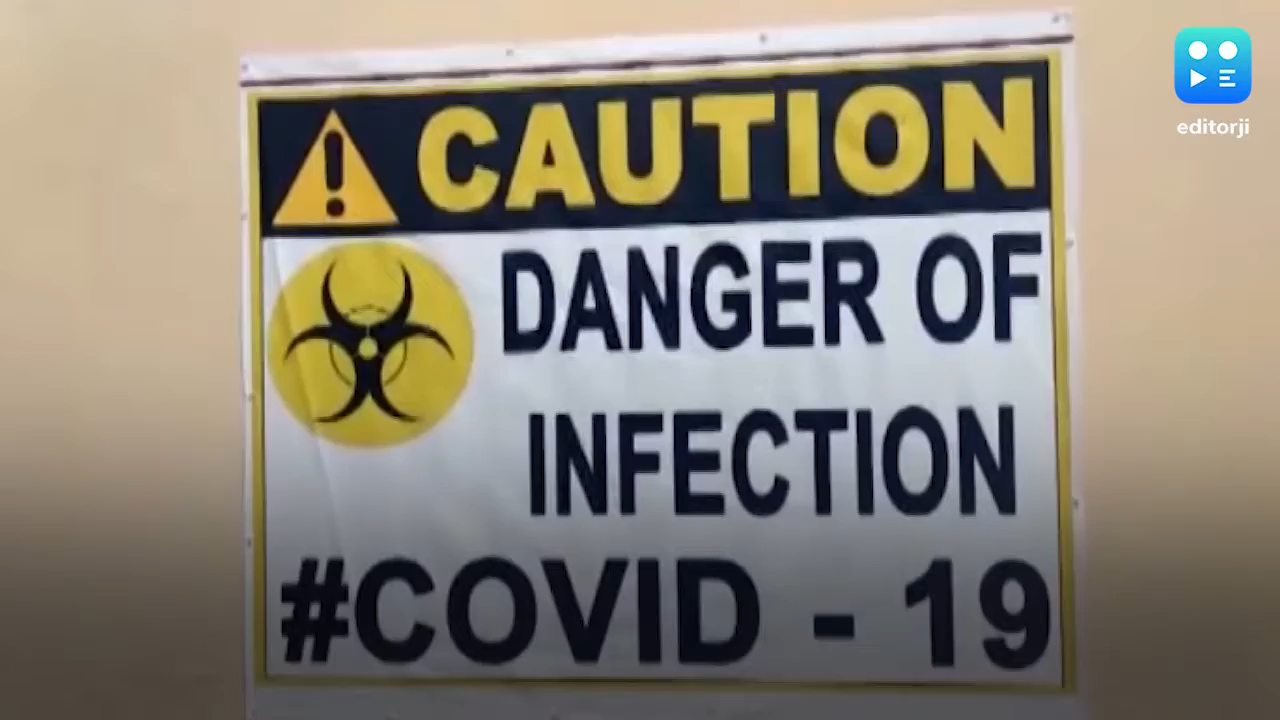 editorji
CAUTION
DANGER OF
INFECTION
#COVID - 19